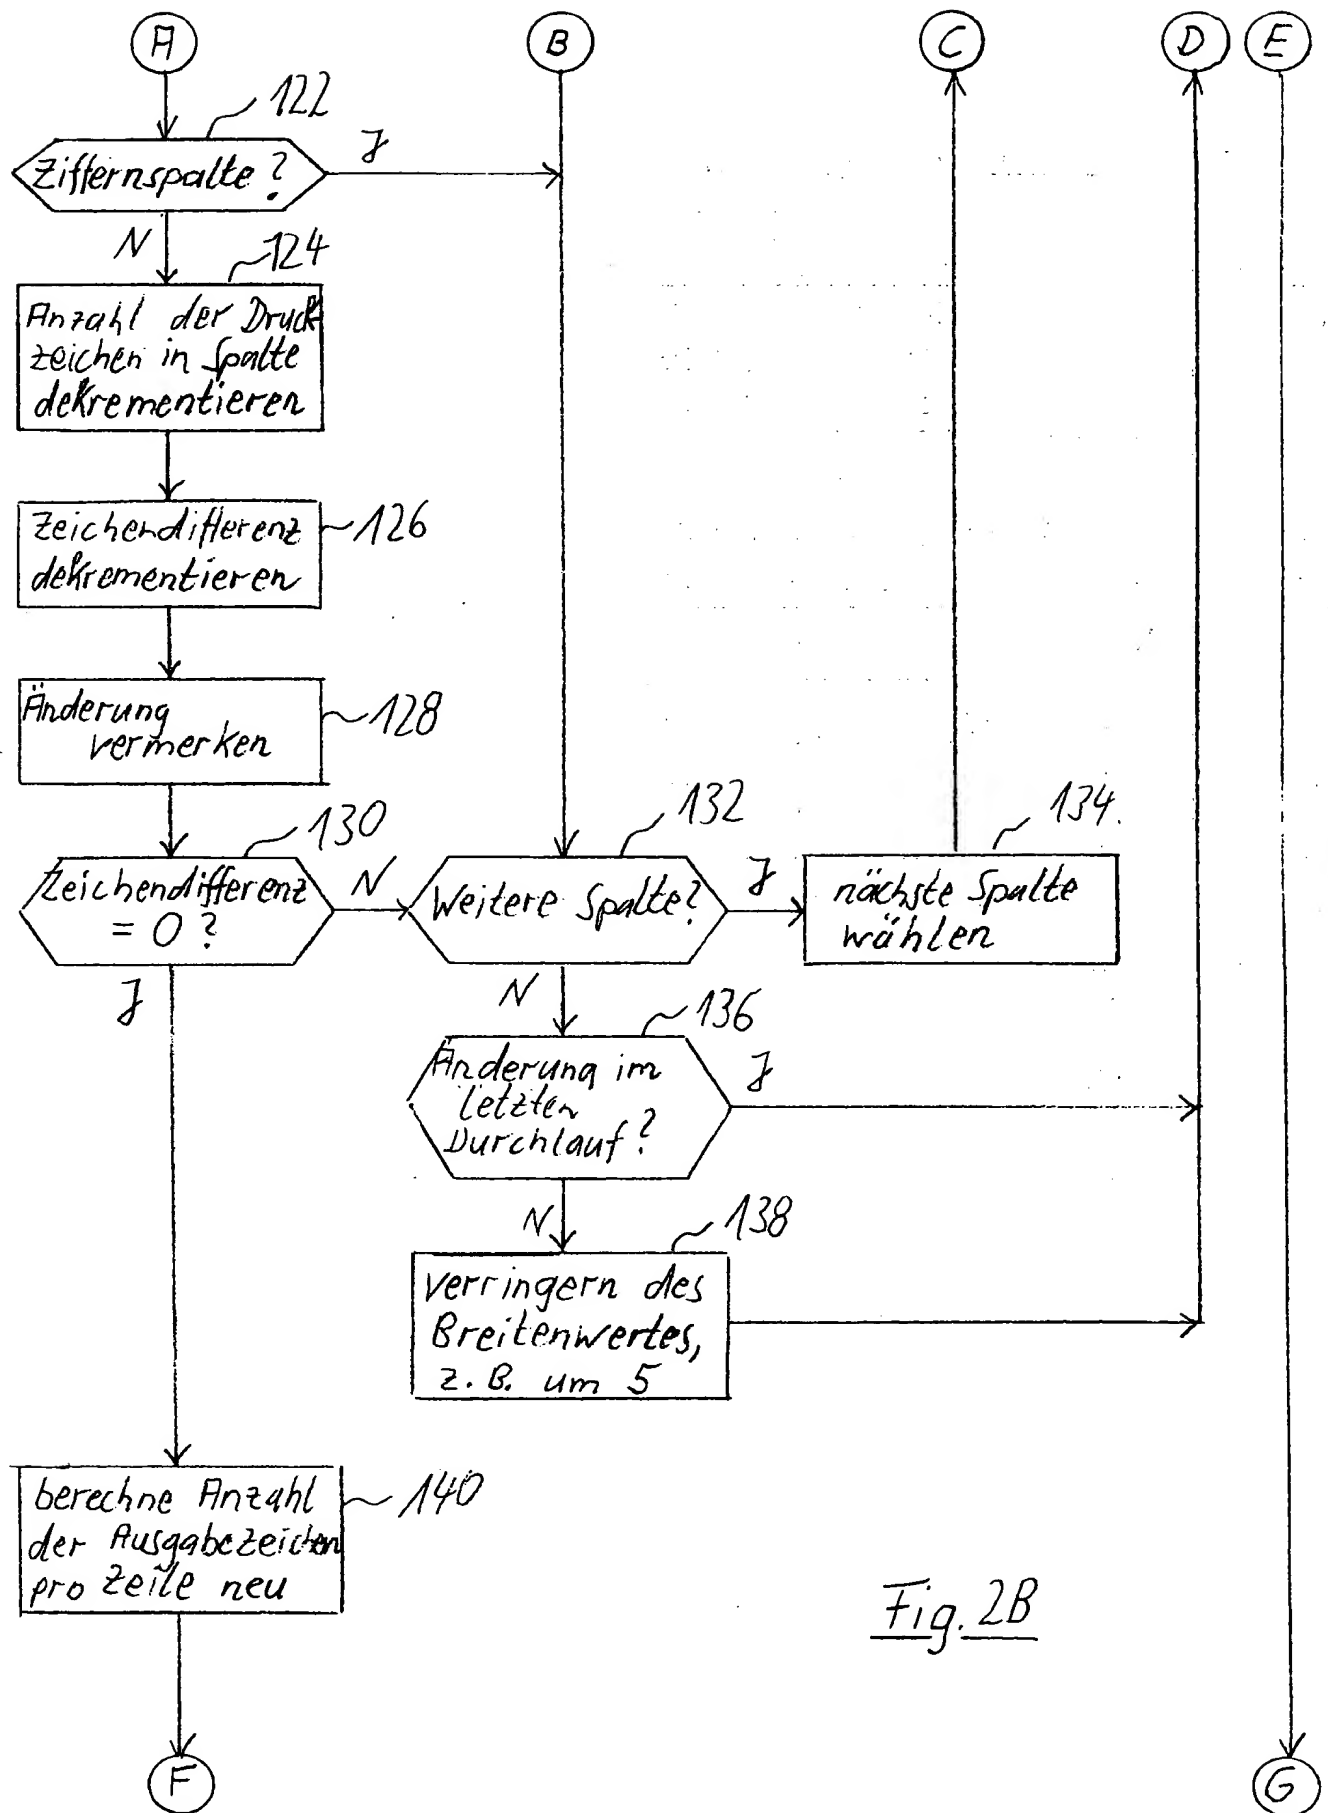 A
B
C
D
E
122
Ziffernspalte?
J
N
124
Anzahl der Druck-
zeichen in Spalte
dekrementieren
Zeichendifferenz
dekrementieren
126
Änderung
vermerken
128
130
Zeichendifferenz
= 0?
N
J
132
Weitere Spalte?
J
N
134.
nächste Spalte
wählen
136
Änderung im
letzten
Durchlauf?
J
N
138
verringern des
Breitenwertes,
z.B. um 5
berechne Anzahl
der Ausgabezeichen
pro Zeile neu
140
Fig. 2B
F
G